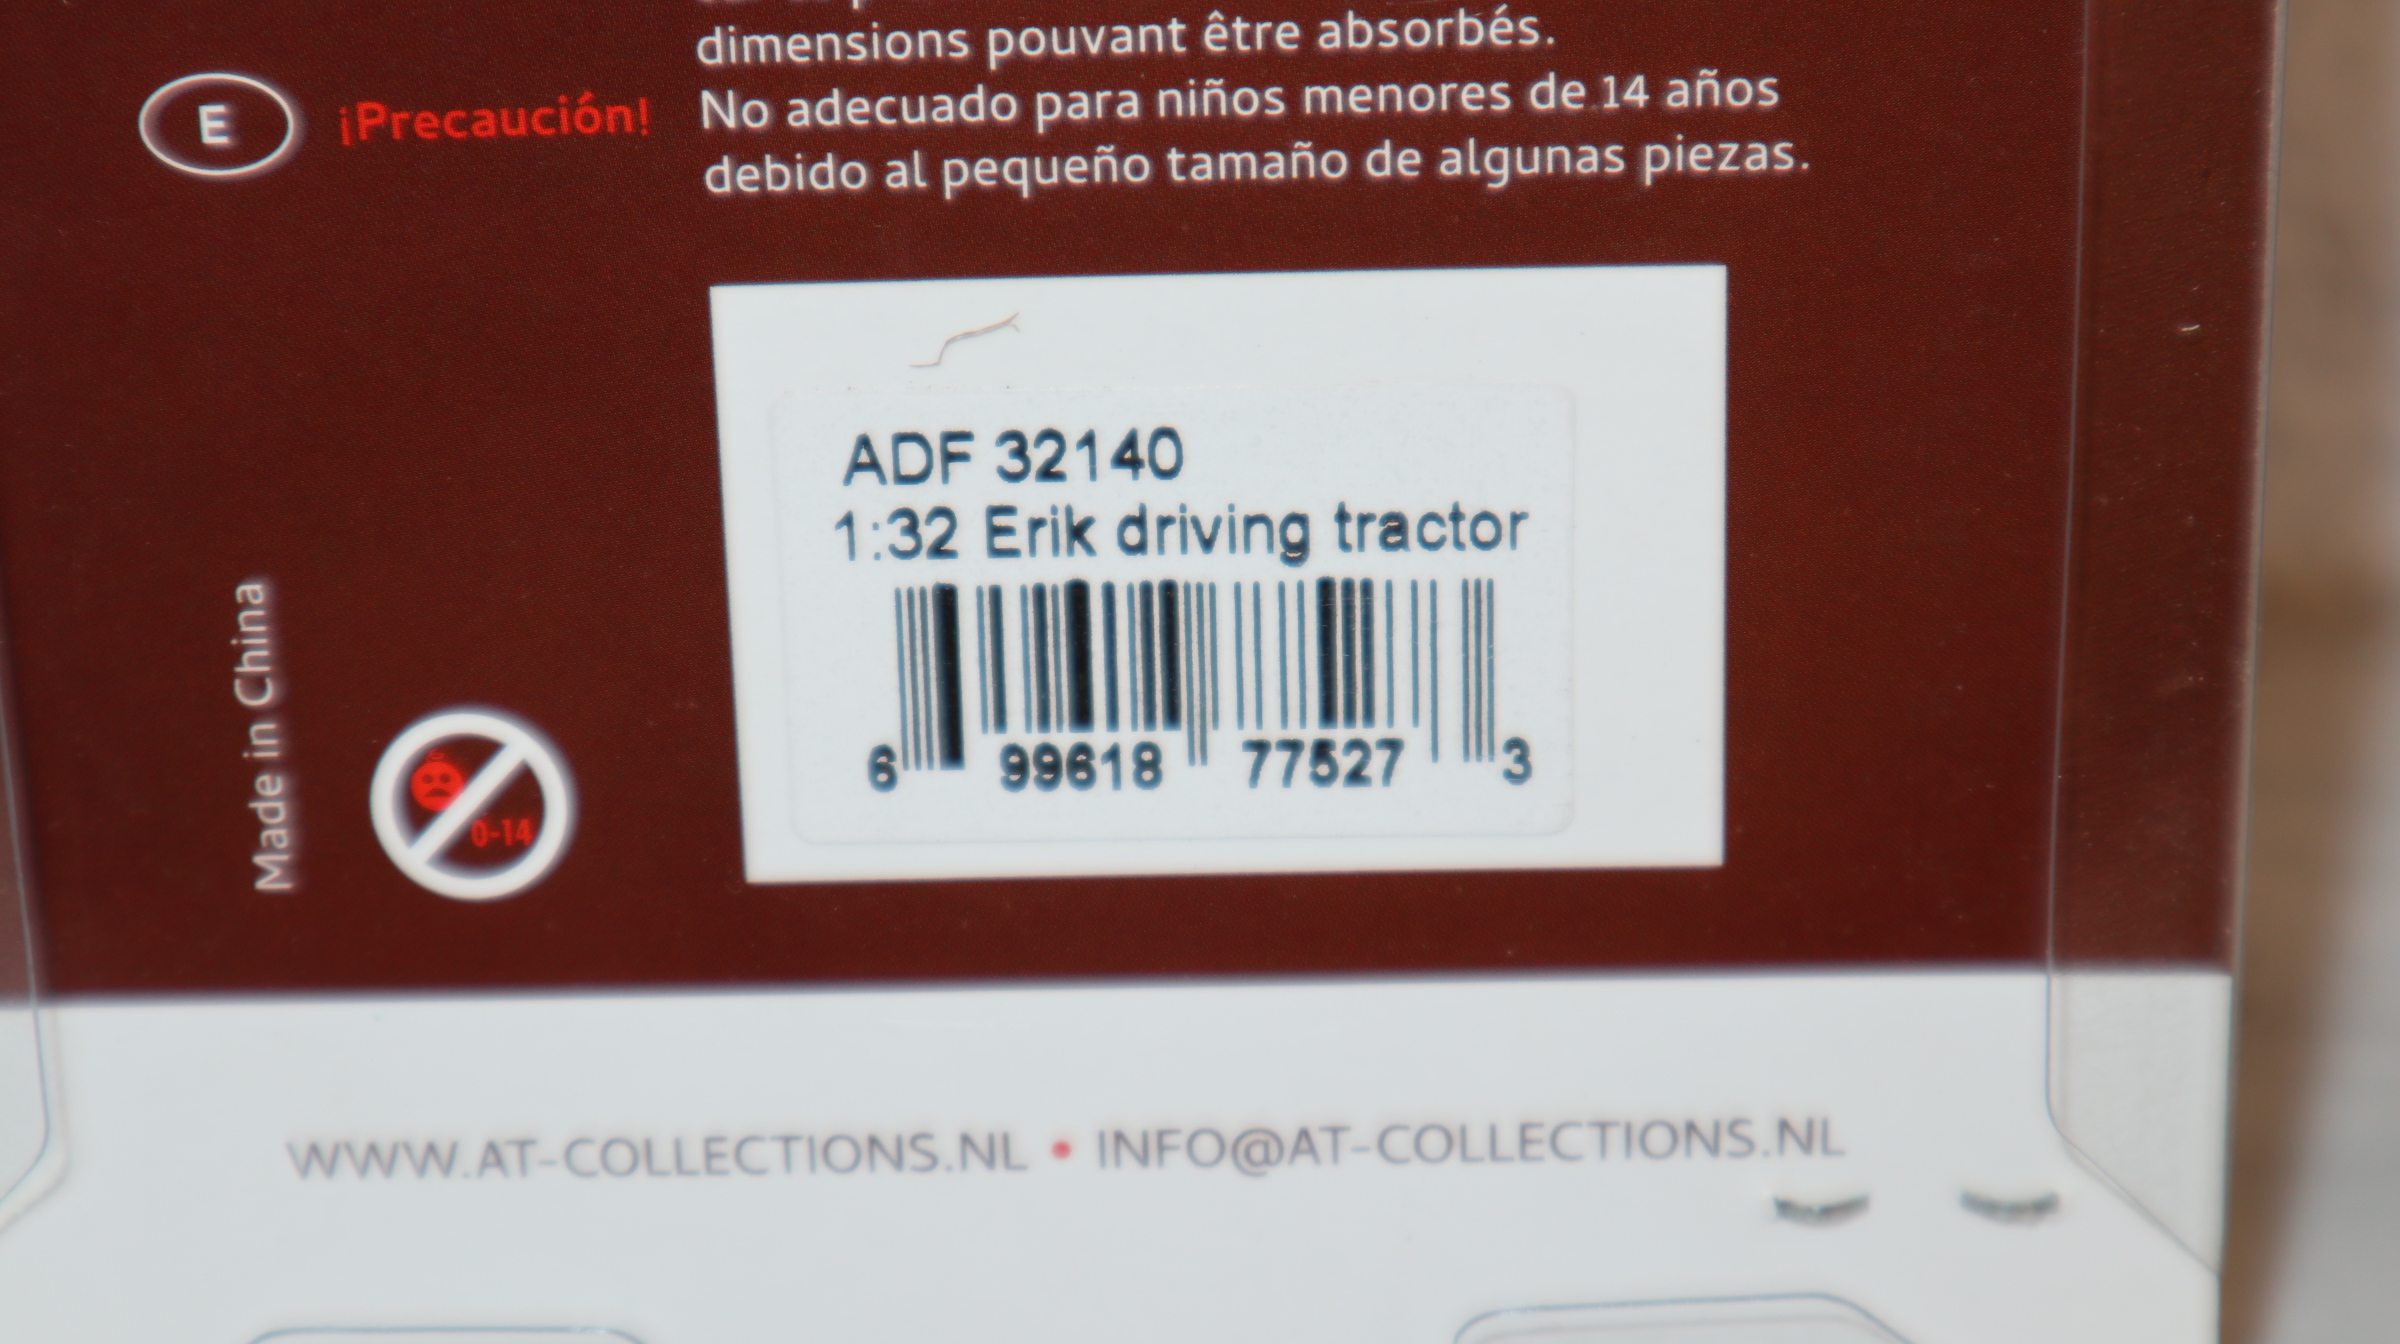 dimensions pouvant être absorbés.
E ¡Precaución! No adecuado para niños menores de 14 años
debido al pequeño tamaño de algunas piezas.
ADF 32140
1:32 Erik driving tractor
6 99618 77527 3
Made in China
0-14
WWW.AT-COLLECTIONS.NL • INFO@AT-COLLECTIONS.NL